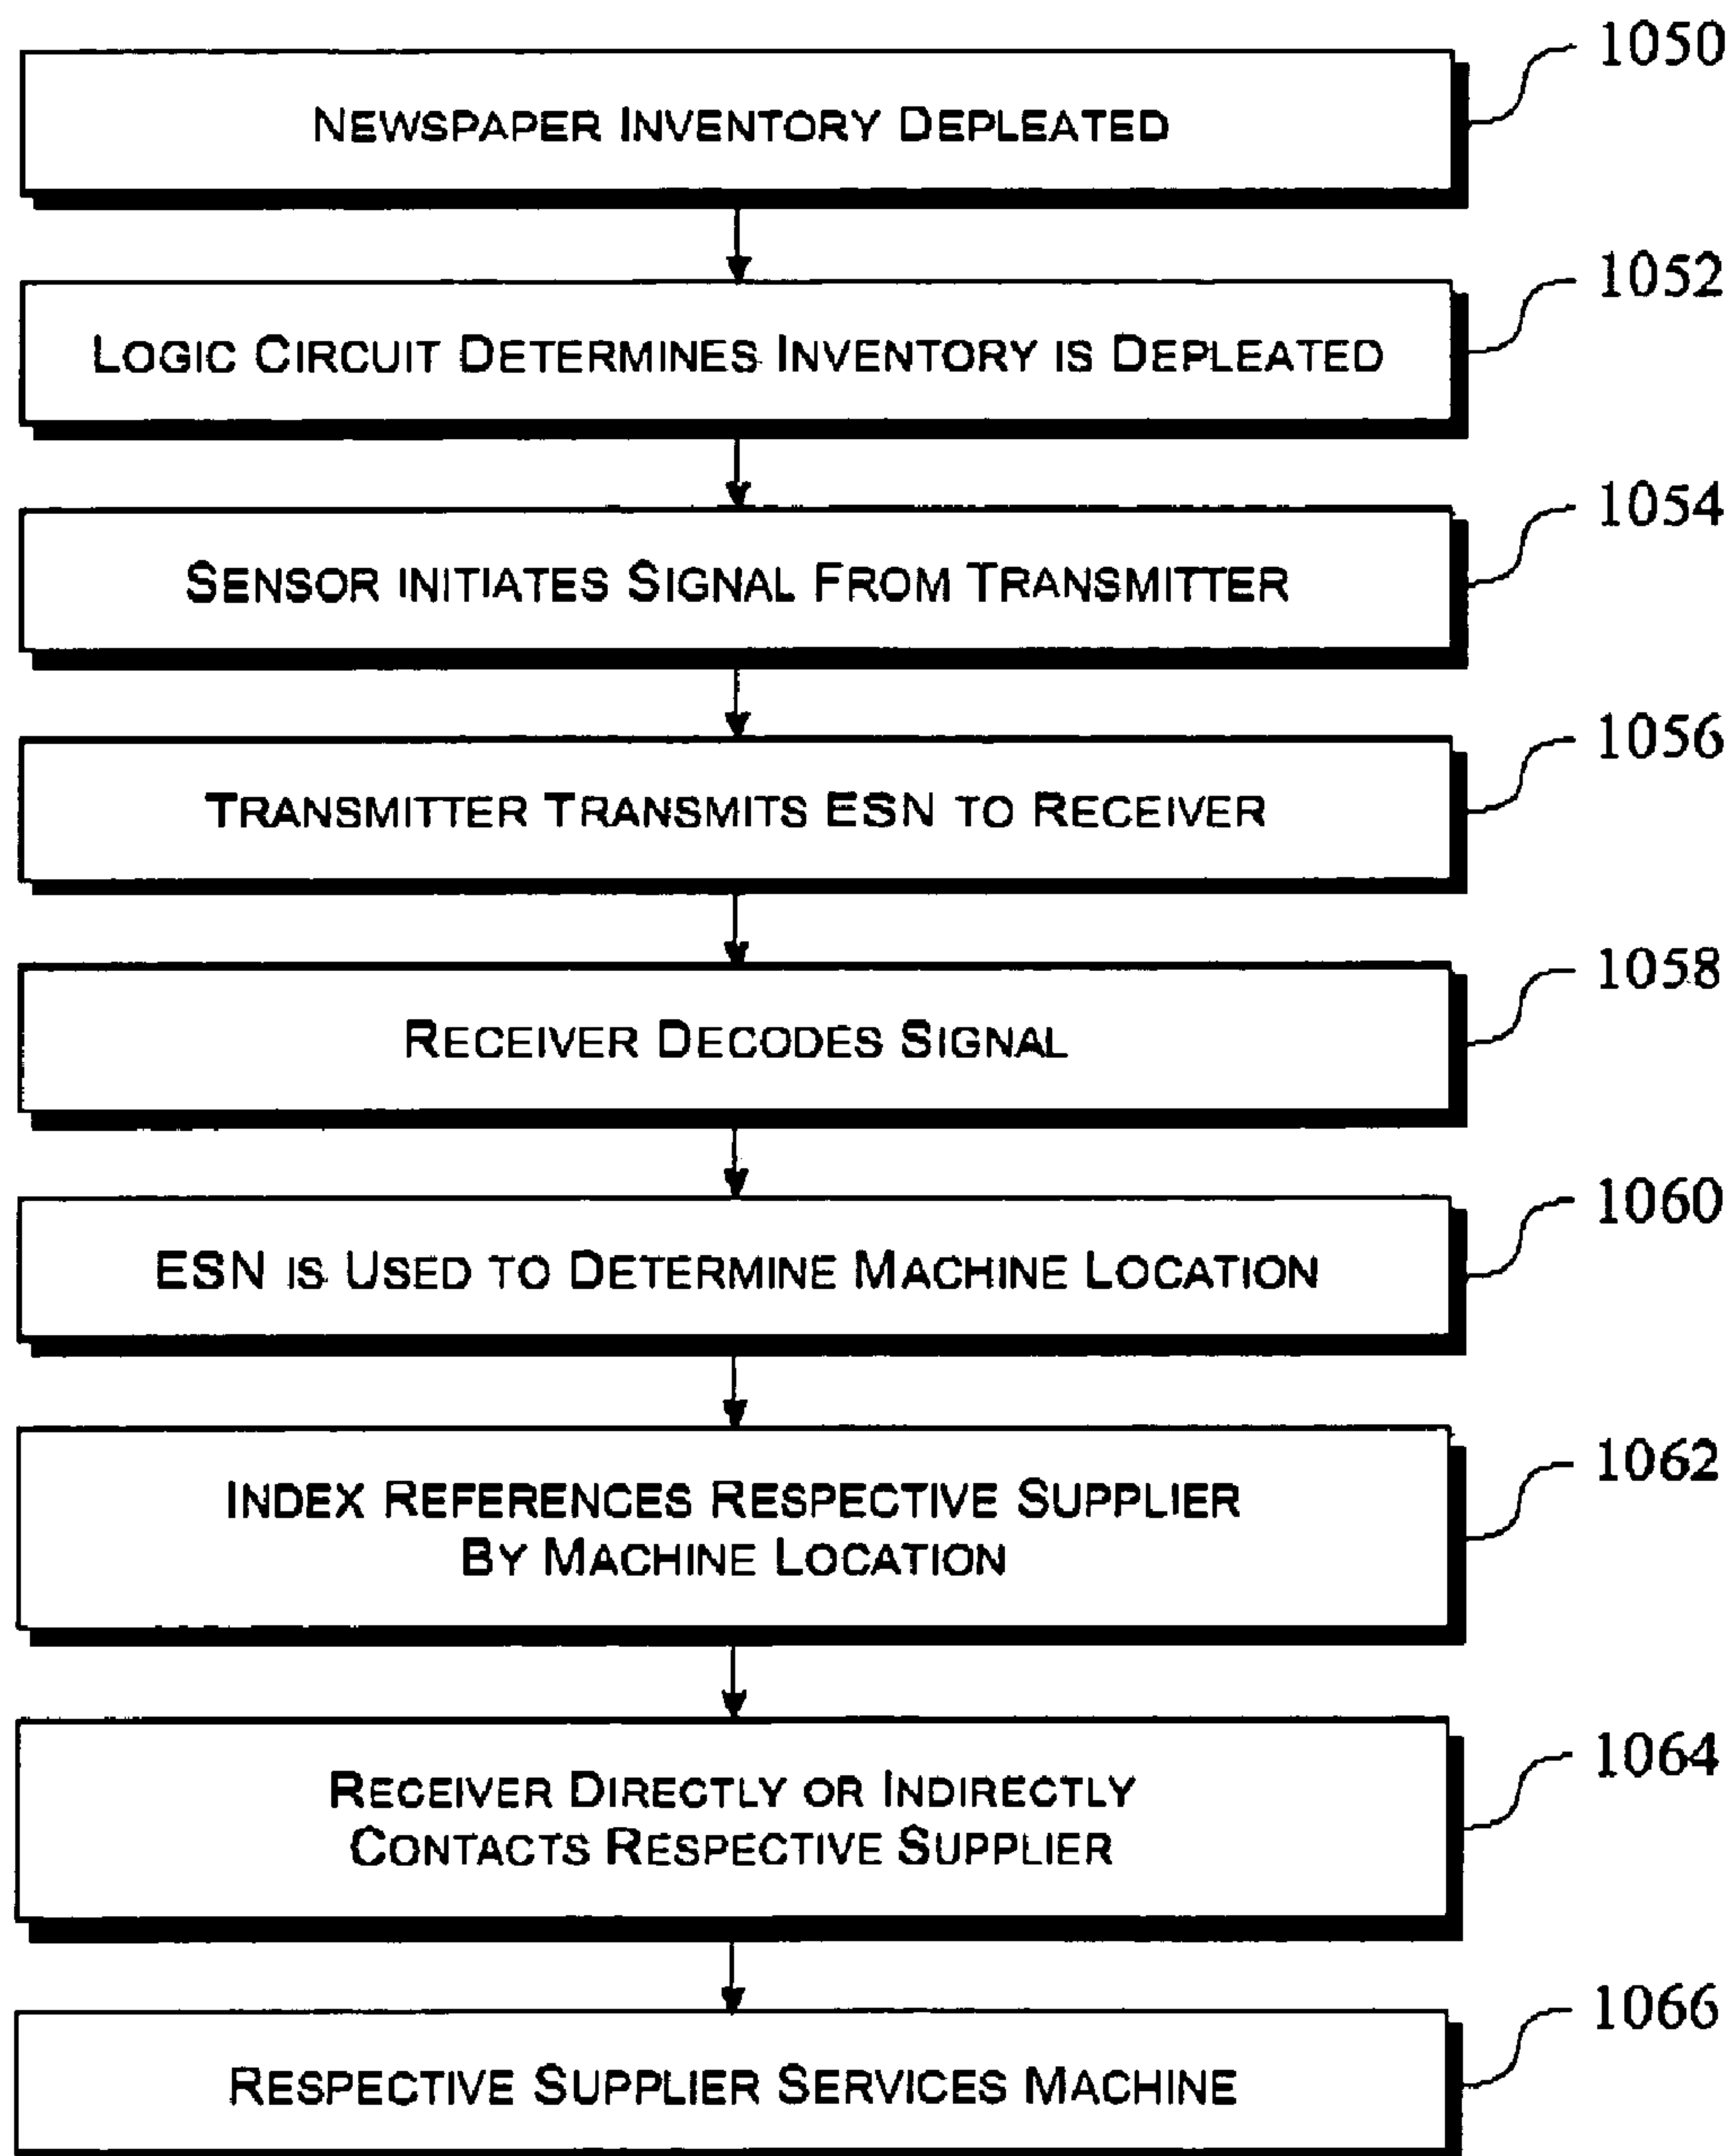 1050
NEWSPAPER INVENTORY DEPLEATED
1052
LOGIC CIRCUIT DETERMINES INVENTORY IS DEPLEATED
1054
SENSOR INITIATES SIGNAL FROM TRANSMITTER
1056
TRANSMITTER TRANSMITS ESN TO RECEIVER
1058
RECEIVER DECODES SIGNAL
1060
ESN IS USED TO DETERMINE MACHINE LOCATION
1062
INDEX REFERENCES RESPECTIVE SUPPLIER
BY MACHINE LOCATION
1064
RECEIVER DIRECTLY OR INDIRECTLY
CONTACTS RESPECTIVE SUPPLIER
1066
RESPECTIVE SUPPLIER SERVICES MACHINE